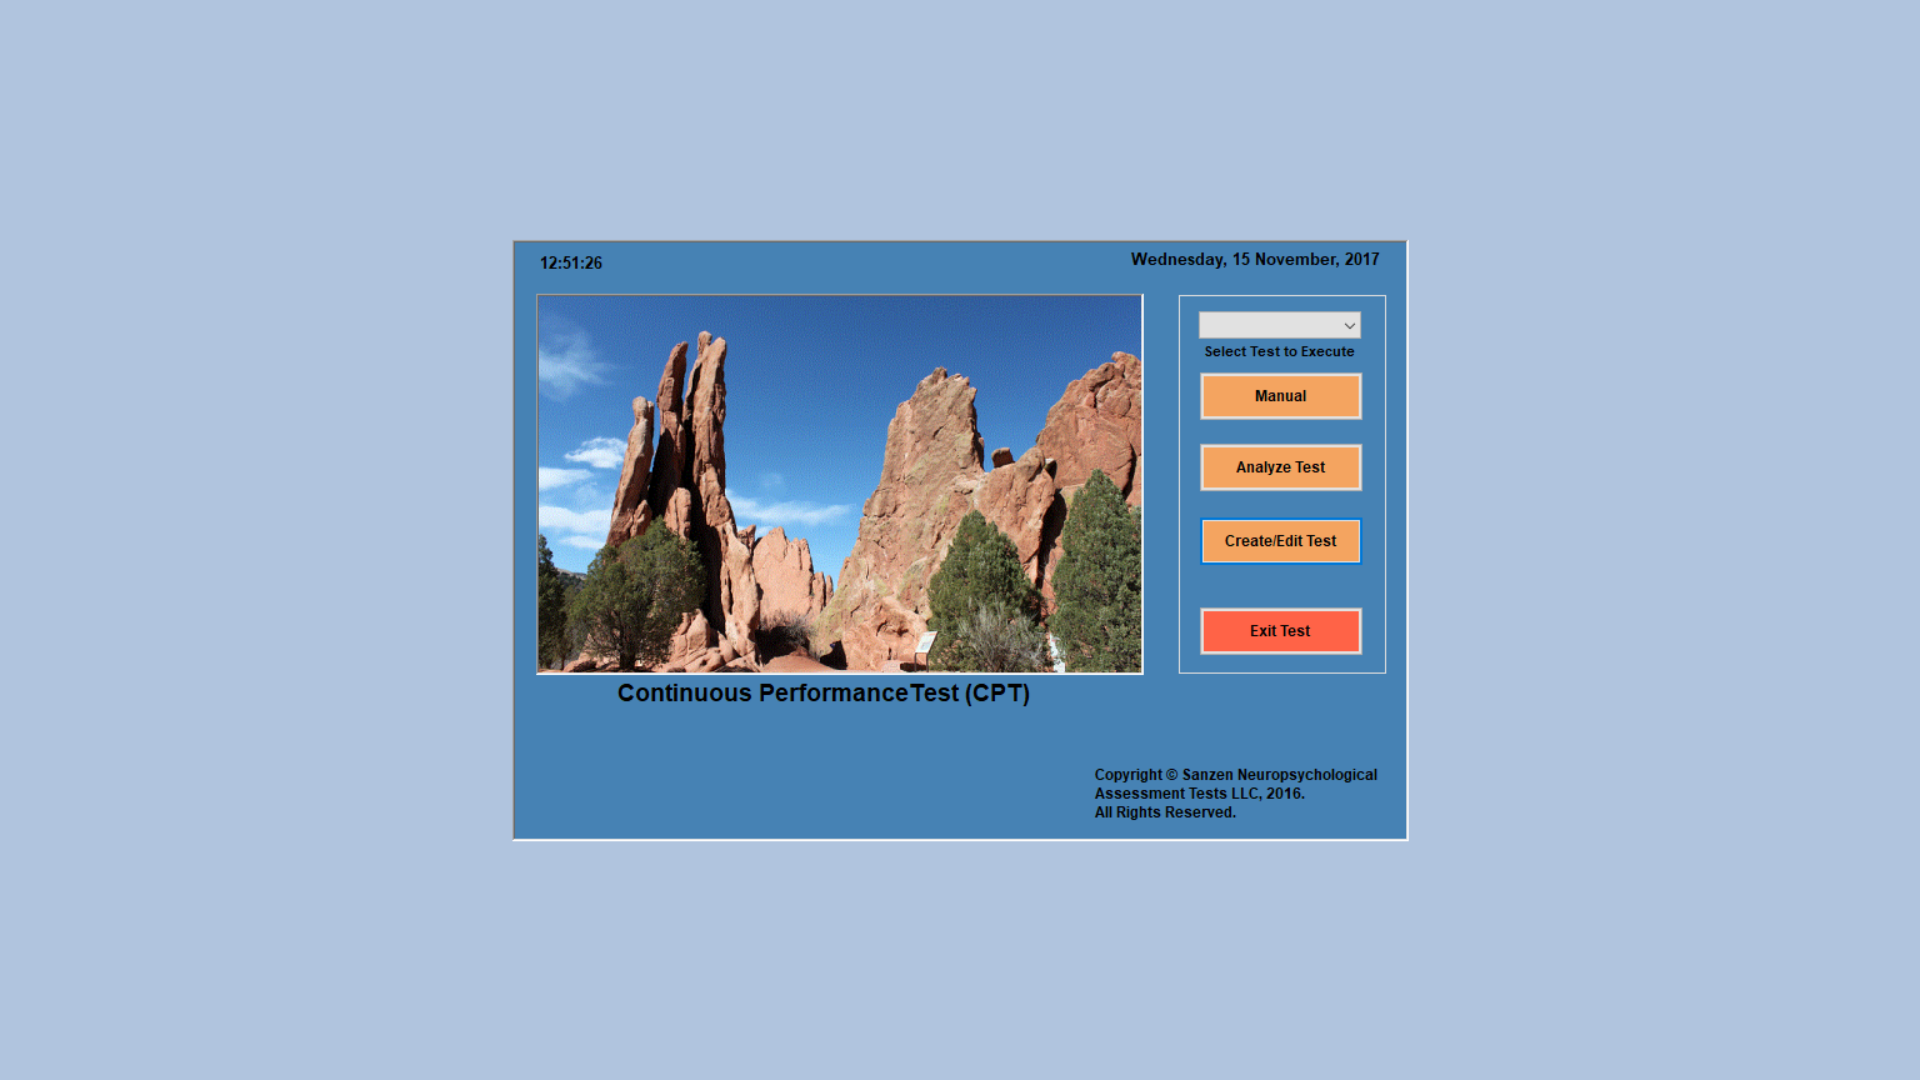 12:51:26
Wednesday, 15 November, 2017
Select Test to Execute
Manual
Analyze Test
Create/Edit Test
Exit Test
Continuous PerformanceTest (CPT)
Copyright © Sanzen Neuropsychological
Assessment Tests LLC, 2016.
All Rights Reserved.